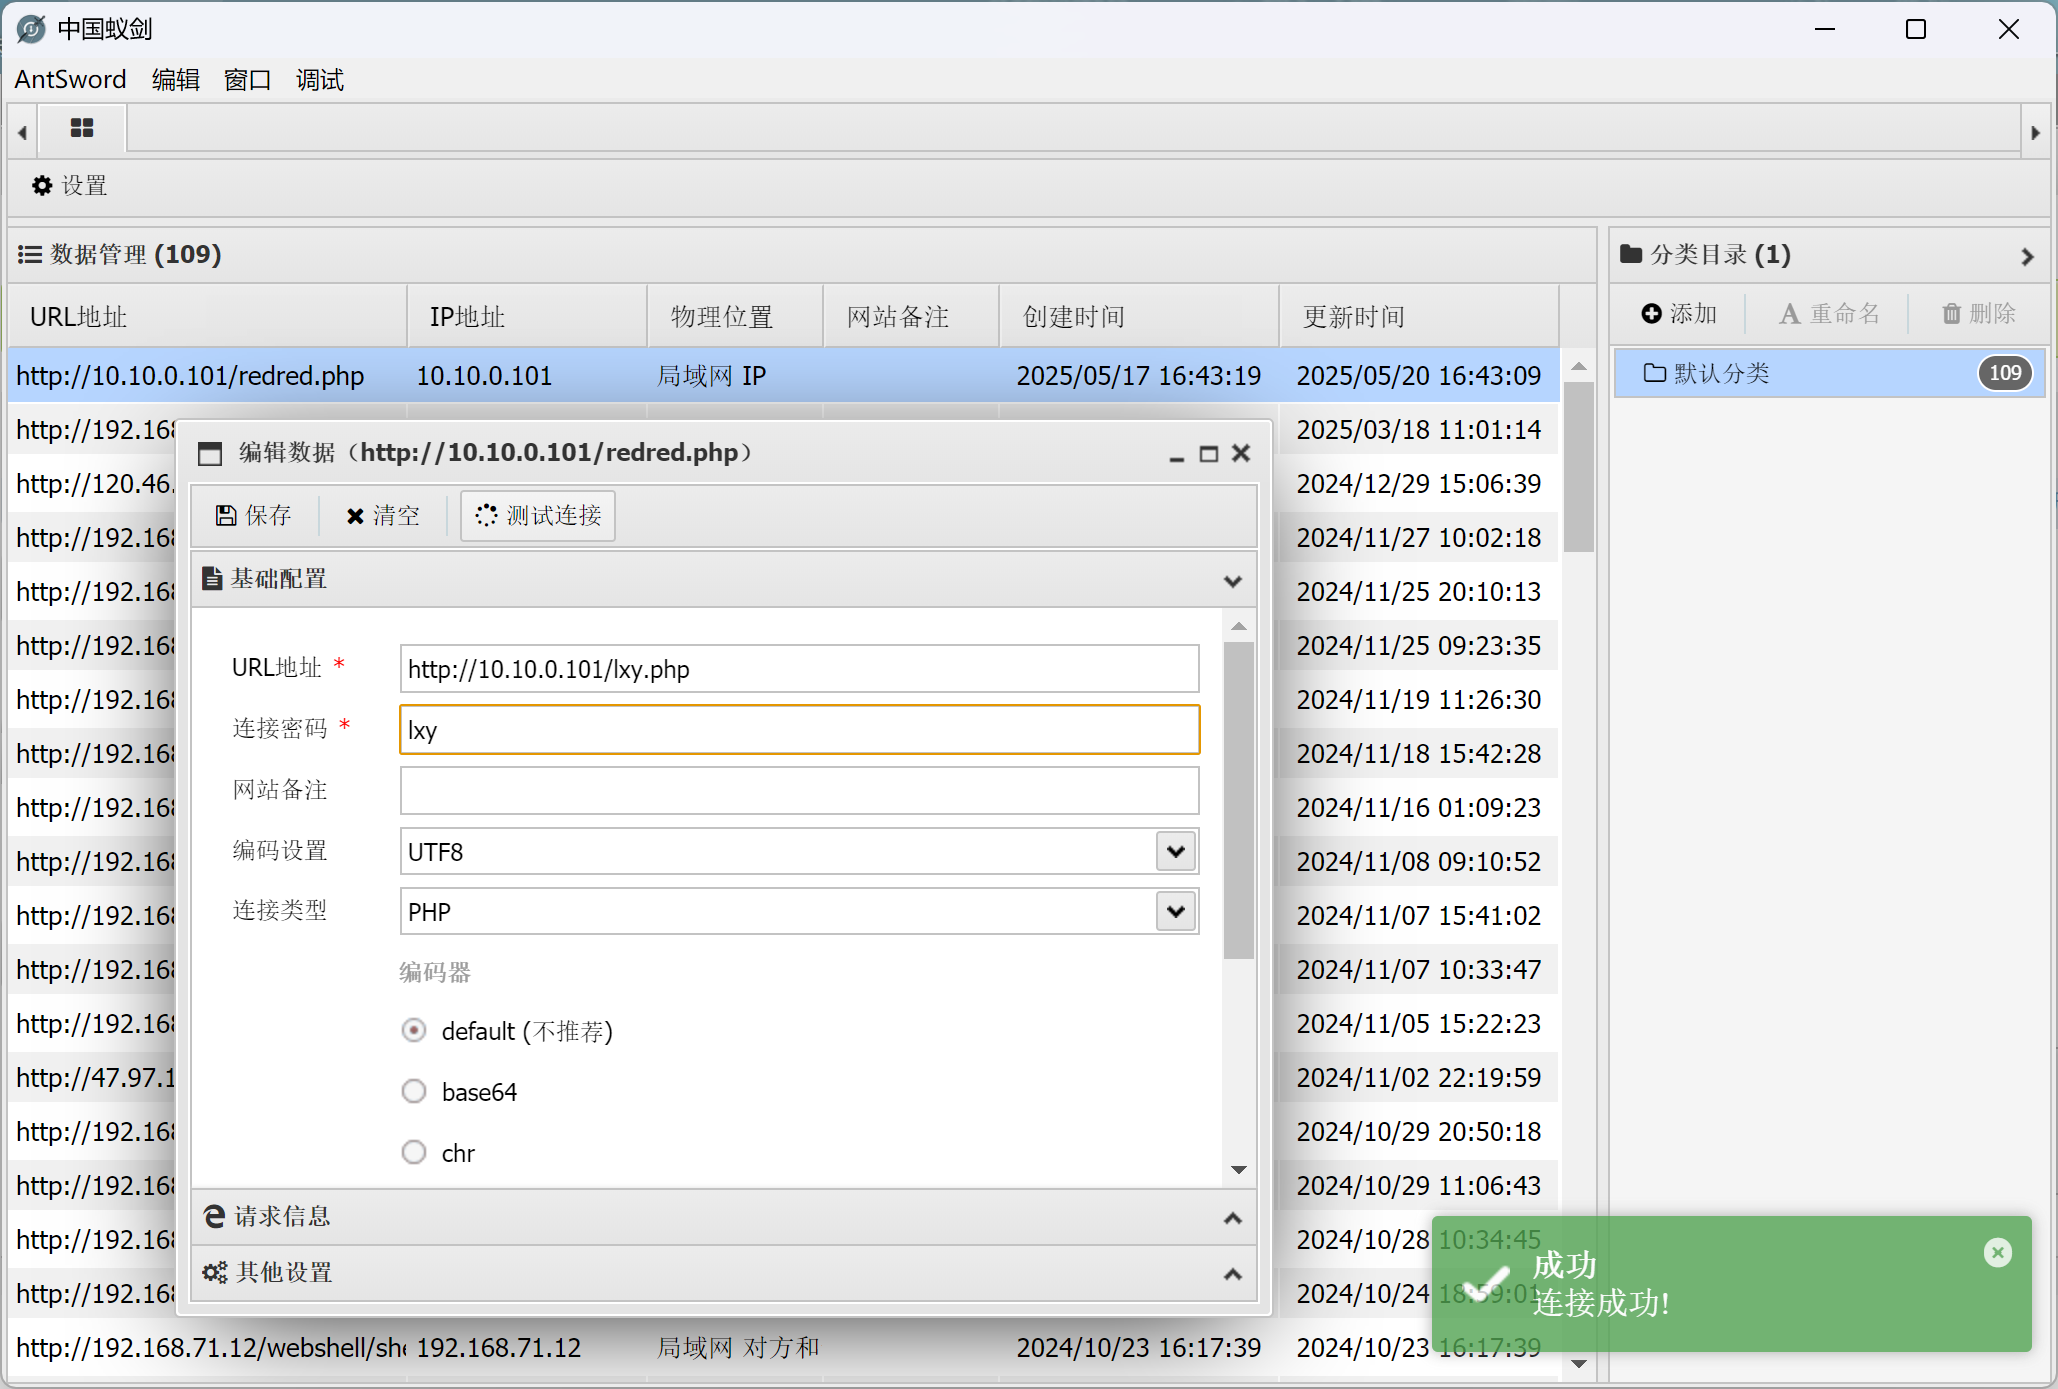 中国蚁剑
AntSword 编辑 窗口 调试
设置
数据管理 (109)
URL地址 IP地址 物理位置 网站备注 创建时间 更新时间
http://10.10.0.101/redred.php 10.10.0.101 局域网 IP 2025/05/17 16:43:19 2025/05/20 16:43:09
http://192.168 2025/03/18 11:01:14
http://120.46. 2024/12/29 15:06:39
http://192.168 2024/11/27 10:02:18
http://192.168 2024/11/25 20:10:13
http://192.168 2024/11/25 09:23:35
http://192.168 2024/11/19 11:26:30
http://192.168 2024/11/18 15:42:28
http://192.168 2024/11/16 01:09:23
http://192.168 2024/11/08 09:10:52
http://192.168 2024/11/07 15:41:02
http://192.168 2024/11/07 10:33:47
http://192.168 2024/11/05 15:22:23
http://47.97.1 2024/11/02 22:19:59
http://192.168 2024/10/29 20:50:18
http://192.168 2024/10/29 11:06:43
http://192.168 2024/10/28 10:34:45
http://192.168 2024/10/24 18:59:01
http://192.168.71.12/webshell/she 192.168.71.12 局域网 对方和 2024/10/23 16:17:39 2024/10/23 16:17:39
编辑数据（http://10.10.0.101/redred.php）
保存 清空 测试连接
基础配置
URL地址 * http://10.10.0.101/lxy.php
连接密码 * lxy
网站备注
编码设置 UTF8
连接类型 PHP
编码器
default (不推荐)
base64
chr
请求信息
其他设置
分类目录 (1)
添加 重命名 删除
默认分类 109
成功
连接成功!